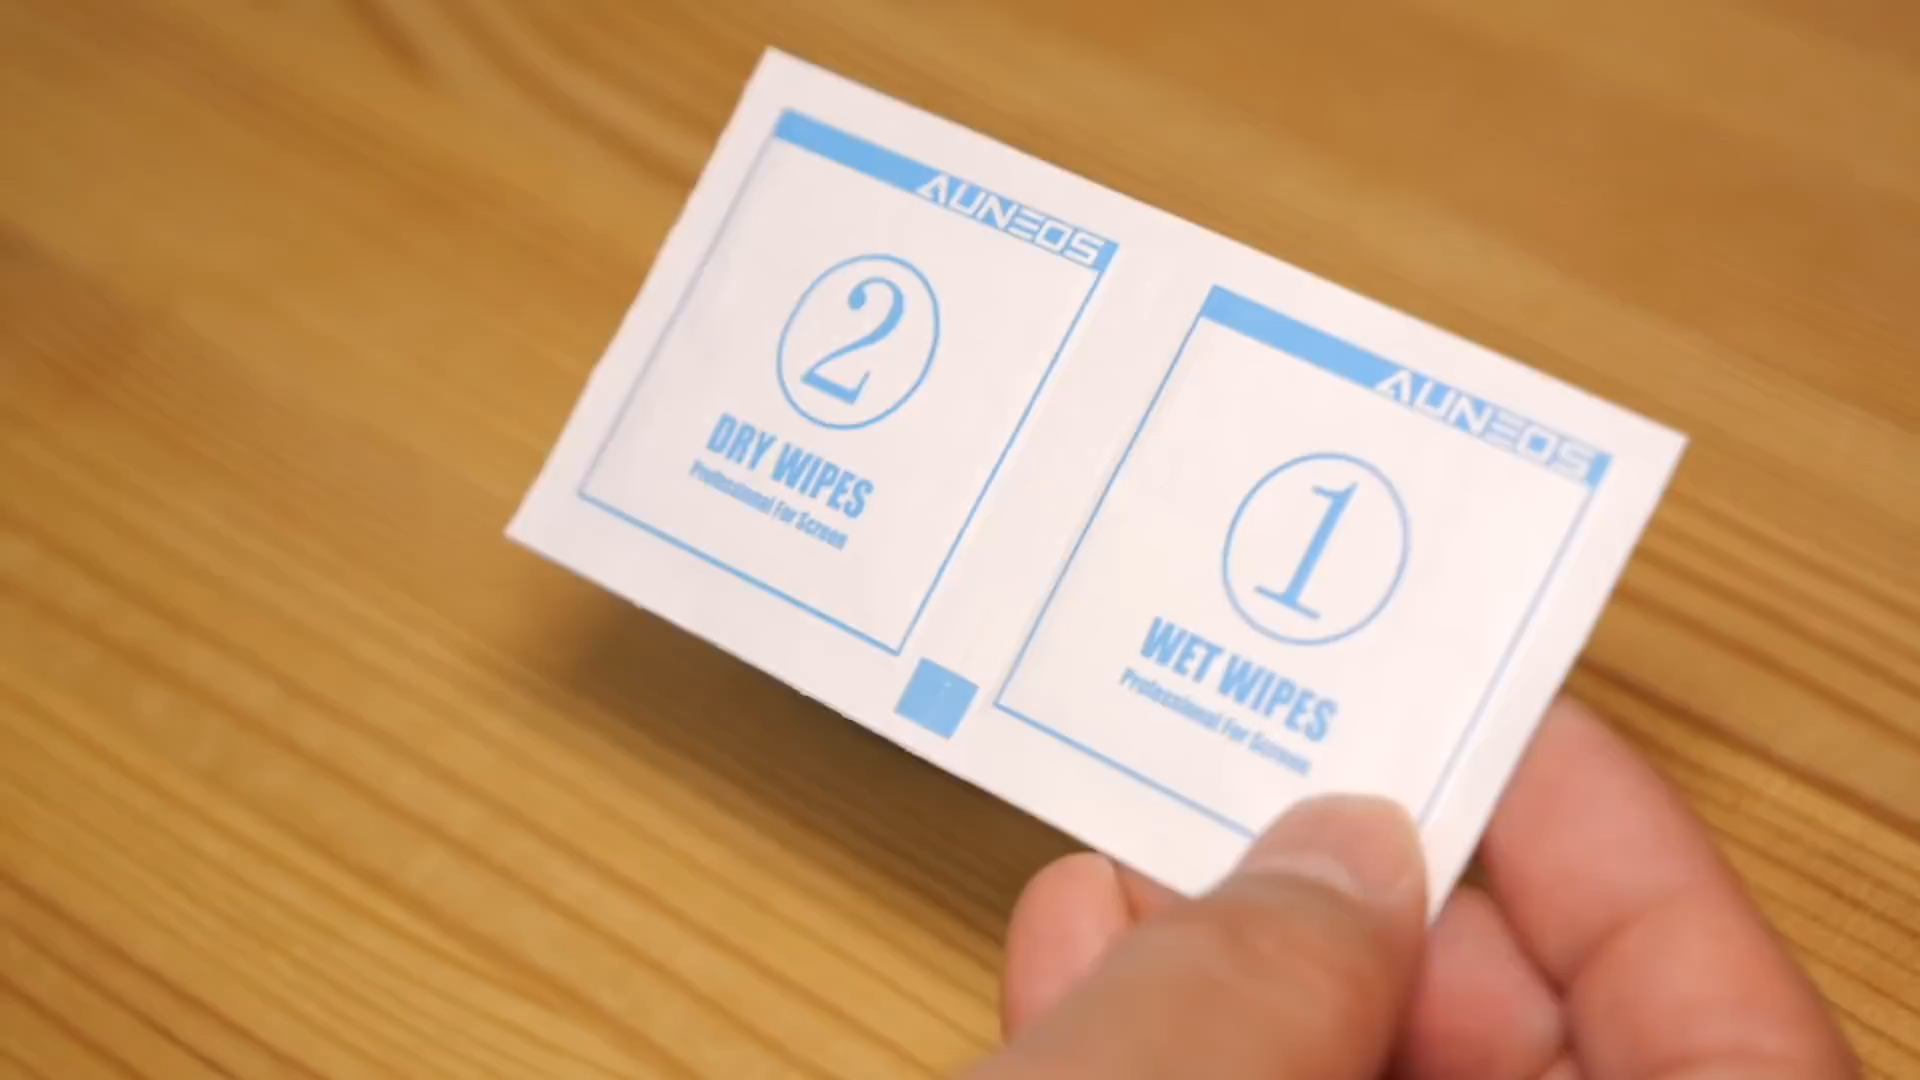 AUNEOS
2
DRY WIPES
Professional For Screen
AUNEOS
1
WET WIPES
Professional For Screen